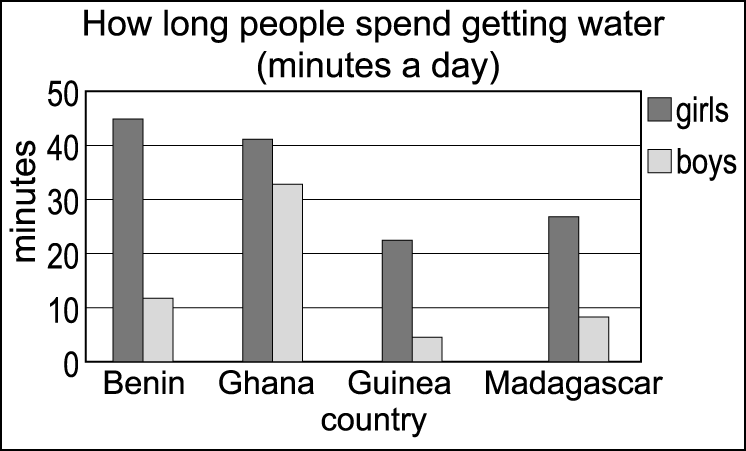 How long people spend getting water
(minutes a day)
50
40
30
20
10
0
minutes
girls
boys
Benin Ghana Guinea Madagascar
country